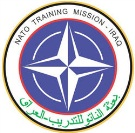 NATO TRAINING MISSION - IRAQ
بعثة الناتو للتدريب-العراق